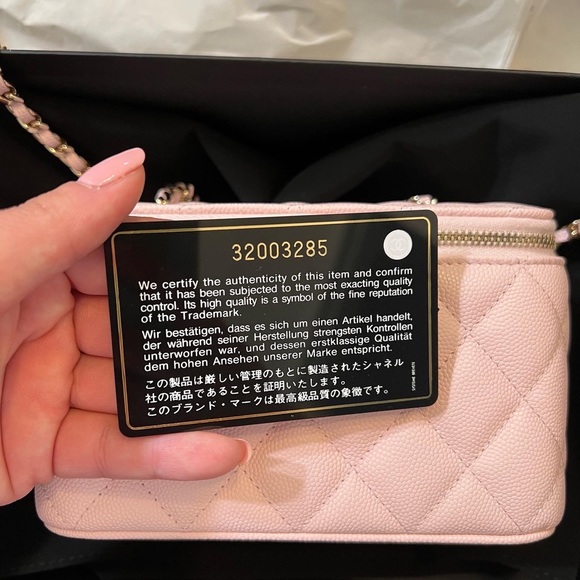 32003285
We certify the authenticity of this item and confirm
that it has been subjected to the most exacting quality
control. Its high quality is a symbol of the fine reputation
of the Trademark.
Wir bestätigen, dass es sich um einen Artikel handelt,
der während seiner Herstellung strengsten Kontrollen
unterworfen war, und dessen erstklassige Qualität
dem hohen Ansehen unserer Marke entspricht.
この製品は厳しい管理のもとに製造されたシャネル
社の商品であることを証明いたします。
このブランド・マークは最高級品質の象徴です。